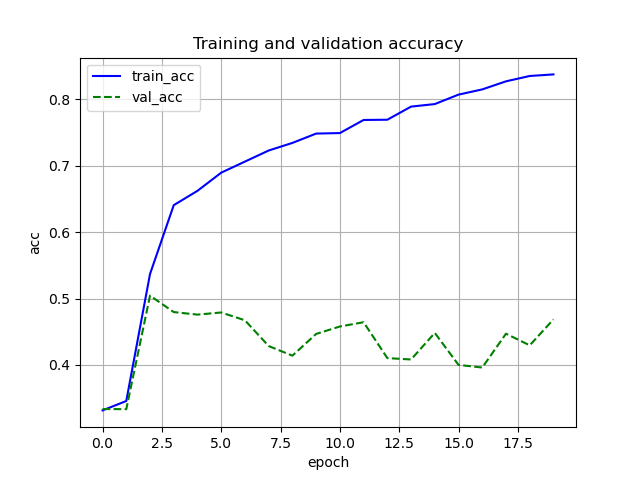 Training and validation accuracy
train_acc
val_acc
acc
0.8
0.7
0.6
0.5
0.4
0.0 2.5 5.0 7.5 10.0 12.5 15.0 17.5
epoch